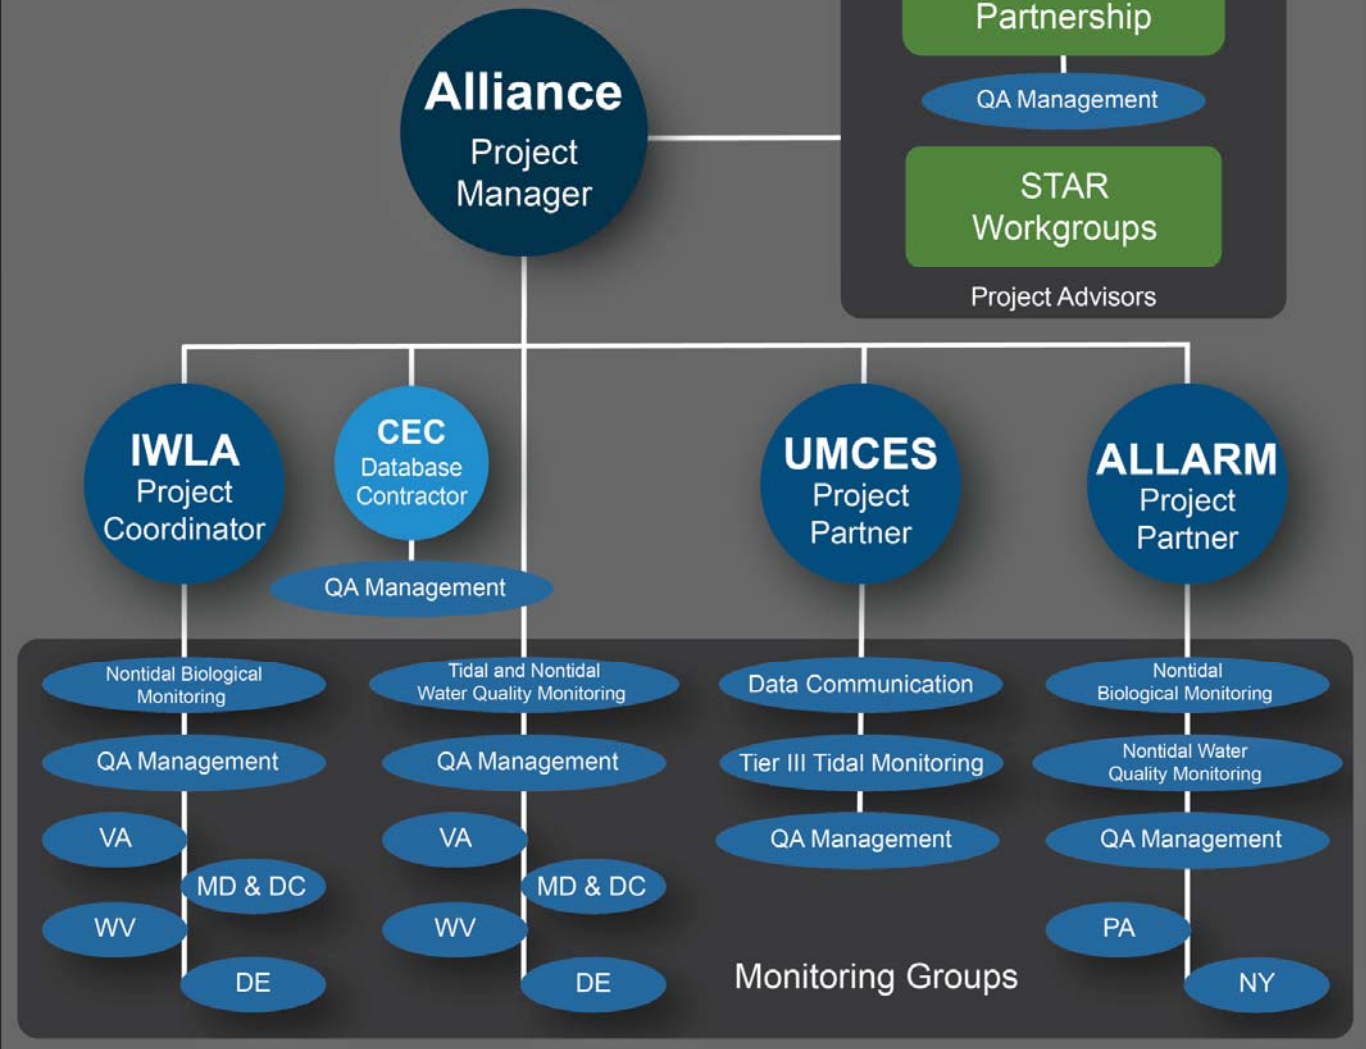 Partnership
QA Management
STAR
Workgroups
Project Advisors
Alliance
Project
Manager
IWLA
Project
Coordinator
CEC
Database
Contractor
QA Management
UMCES
Project
Partner
ALLARM
Project
Partner
Nontidal Biological
Monitoring
QA Management
VA
MD & DC
WV
DE
Tidal and Nontidal
Water Quality Monitoring
QA Management
VA
MD & DC
WV
DE
Data Communication
Tier III Tidal Monitoring
QA Management
Nontidal
Biological Monitoring
Nontidal Water
Quality Monitoring
QA Management
PA
NY
Monitoring Groups